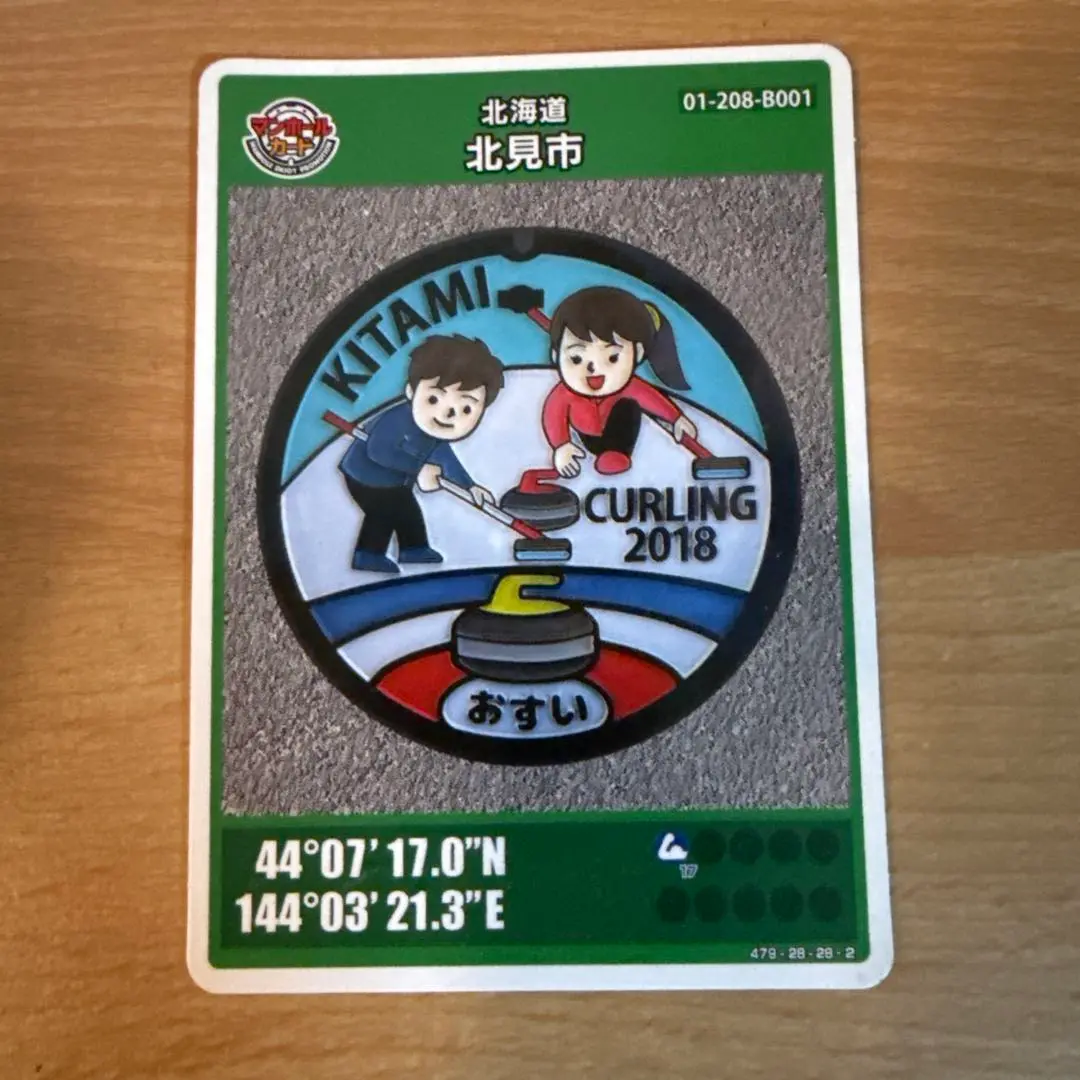 マンホール
カード
北海道
北見市
01-208-B001
KITAMI
CURLING
2018
おすい
44°07'17.0"N
144°03'21.3"E
17
479-28-28-2